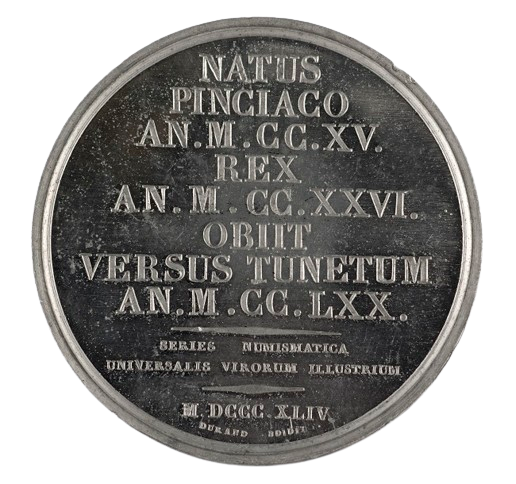 NATUS
PINCIACO
AN.M.CC.XV.
REX
AN.M.CC.XXVI.
OBIIT
VERSUS TUNETUM
AN.M.CC.LXX.
SERIES NUMISMATICA
UNIVERSALIS VIRORUM ILLUSTRIUM
M.DCCC.XLIV.
DURAND